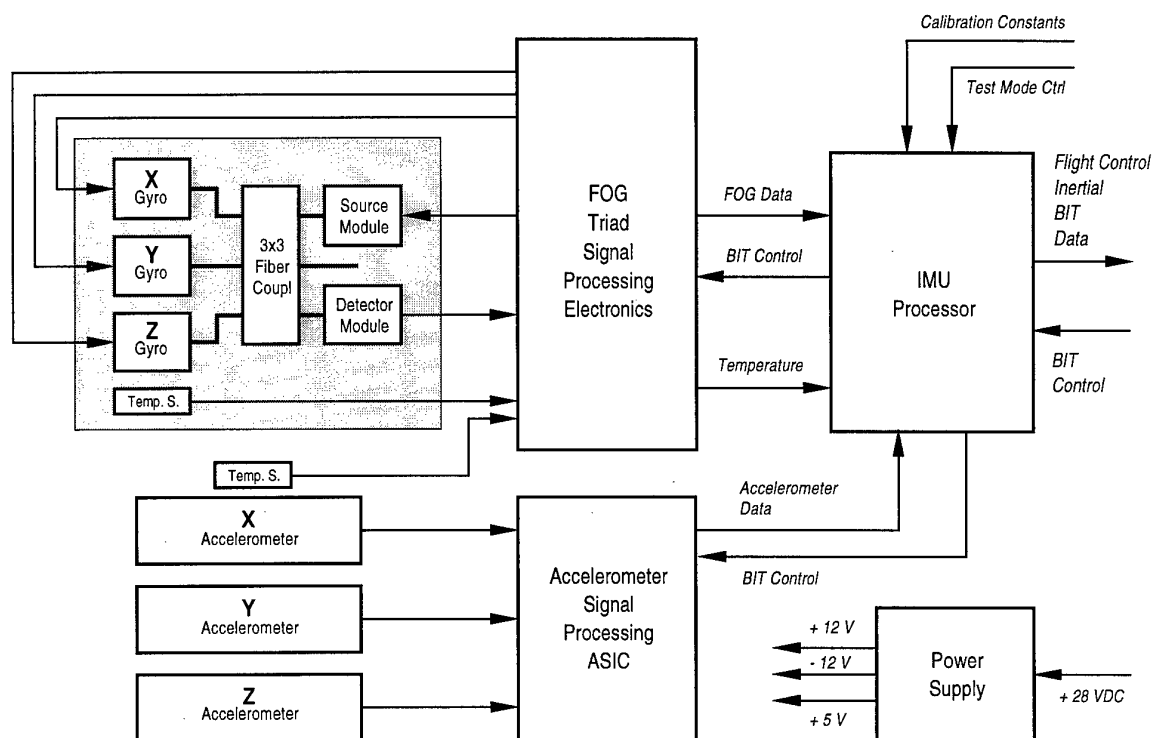 Calibration Constants
Test Mode Ctrl
X
Gyro
Y
Gyro
Z
Gyro
Temp. S.
3x3
Fiber
Coupl
Source
Module
Detector
Module
FOG
Triad
Signal
Processing
Electronics
FOG Data
BIT Control
Temperature
IMU
Processor
Flight Control
Inertial
BIT
Data
BIT
Control
Temp. S.
X
Accelerometer
Y
Accelerometer
Z
Accelerometer
Accelerometer
Signal
Processing
ASIC
Accelerometer
Data
BIT Control
+ 12 V
- 12 V
+ 5 V
Power
Supply
+ 28 VDC